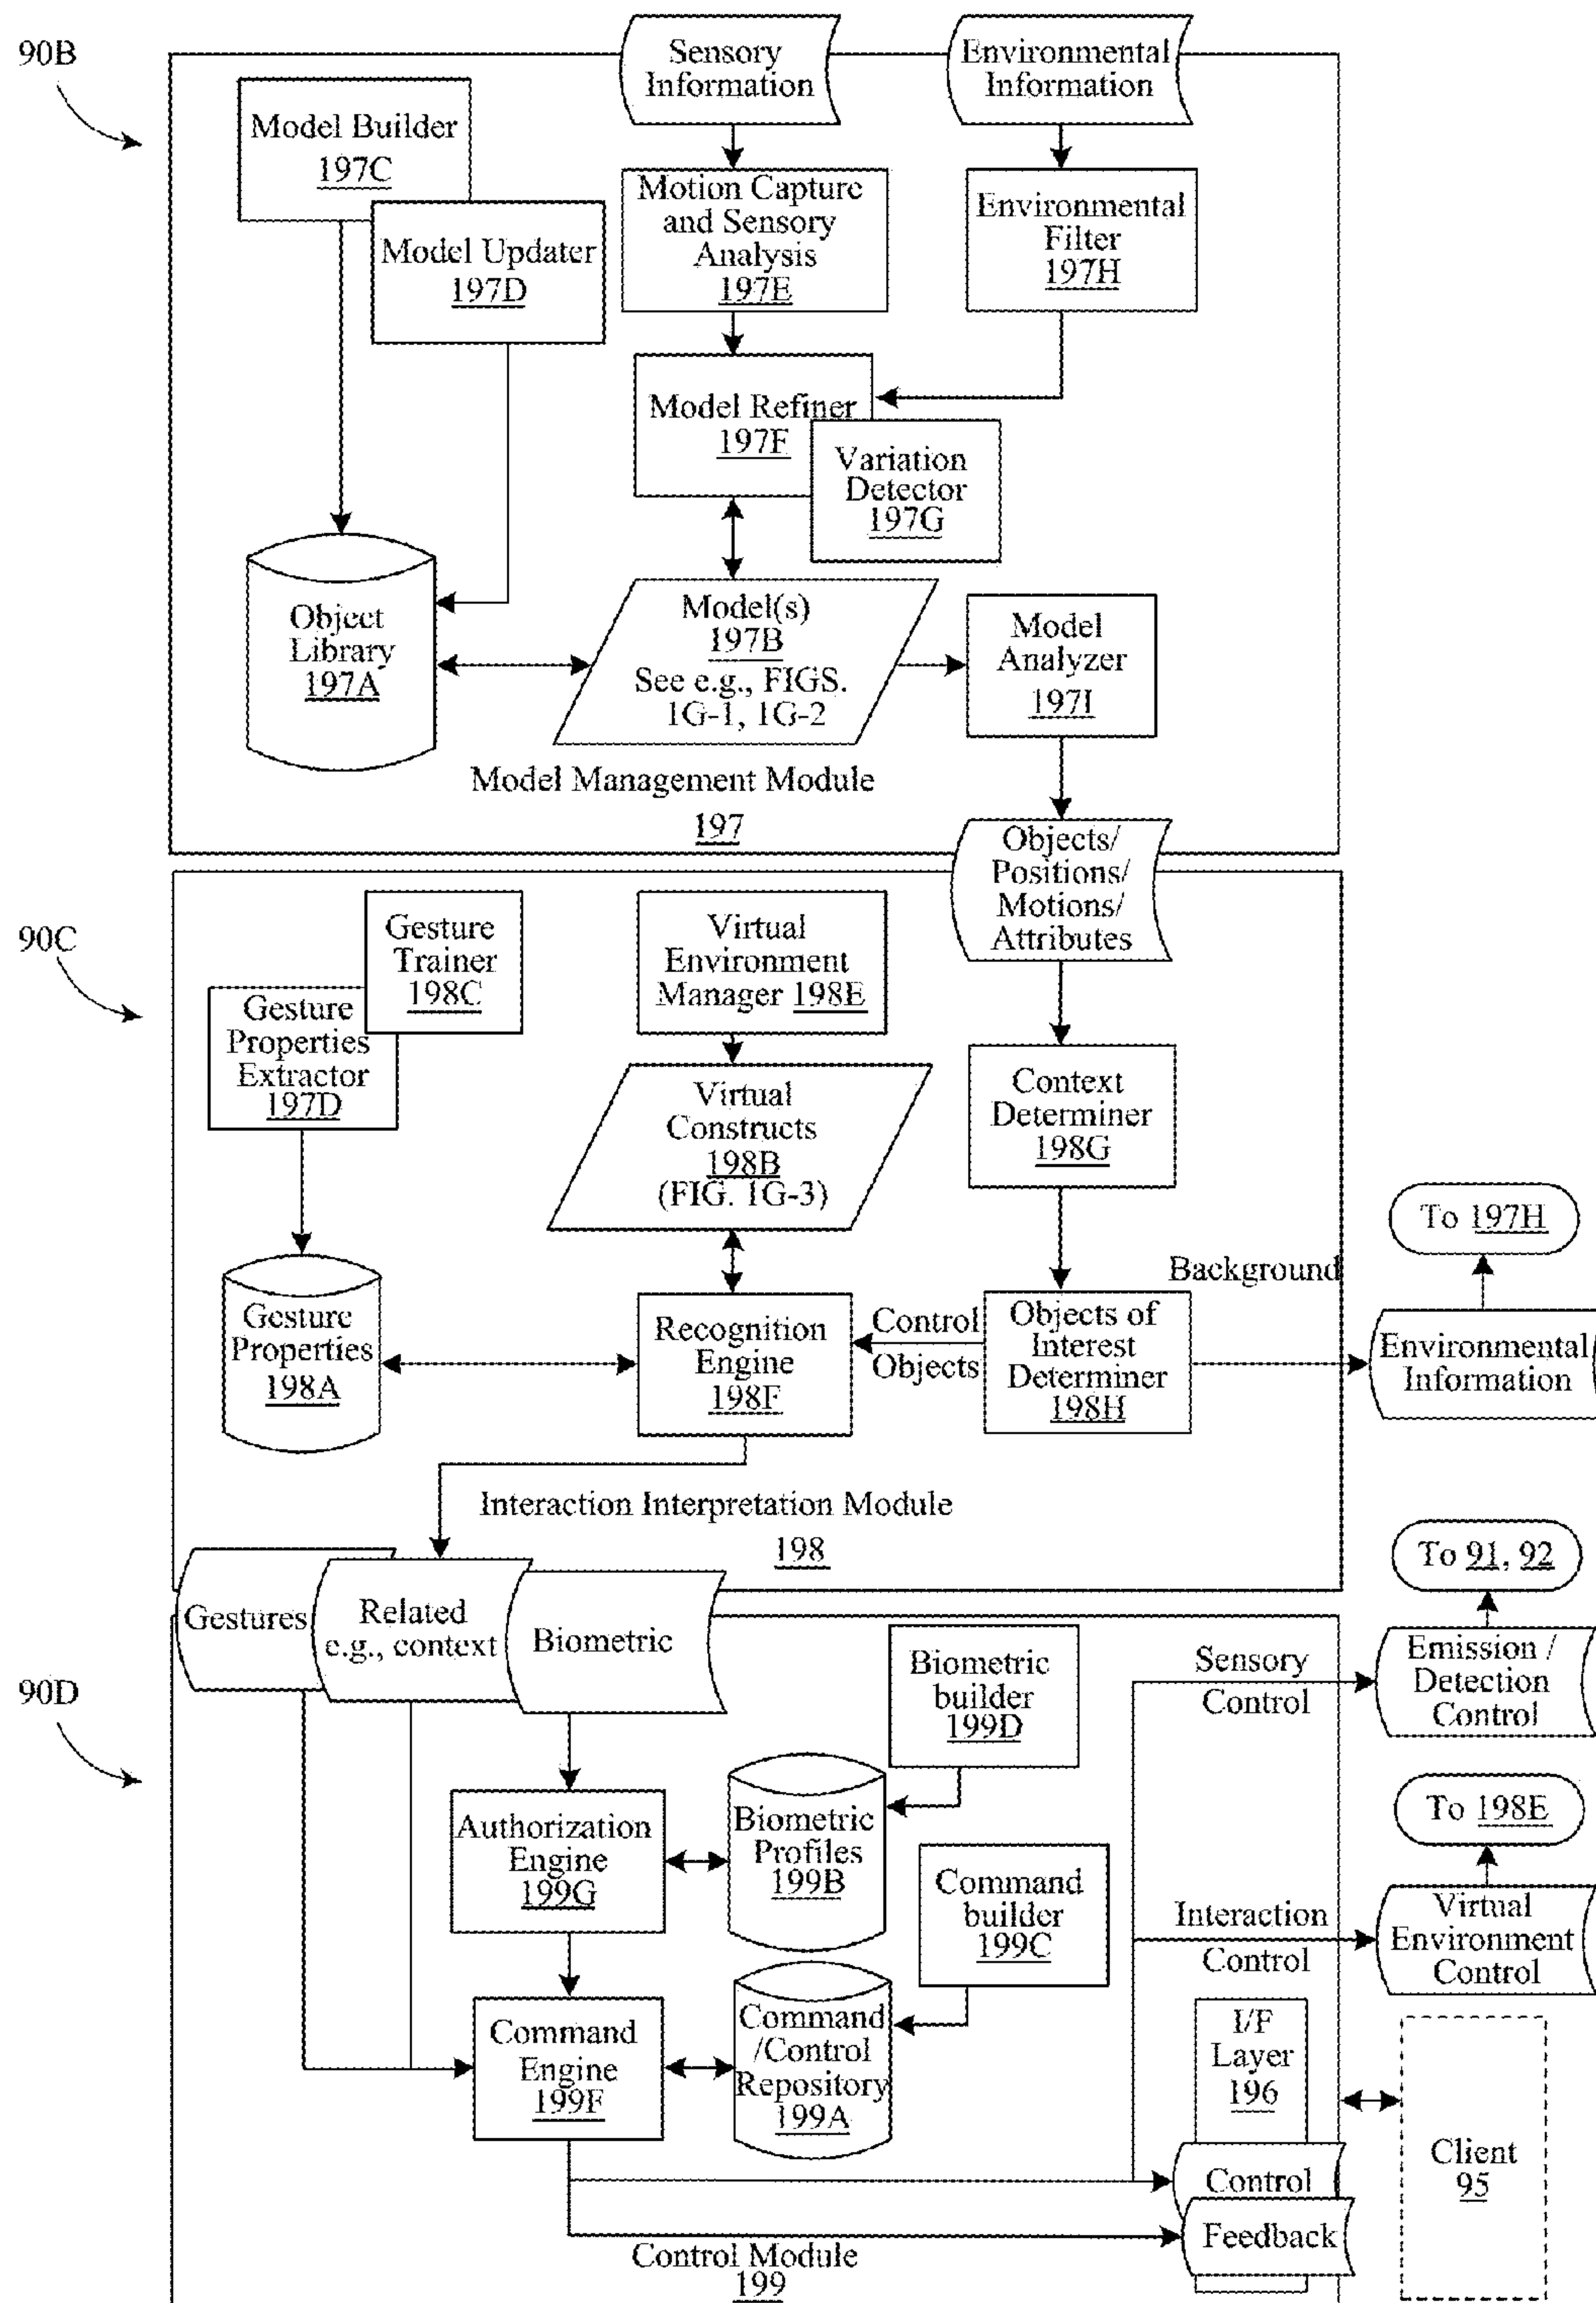 90B
Sensory
Information
Environmental
Information
Model Builder
197C
Model Updater
197D
Motion Capture
and Sensory
Analysis
197E
Environmental
Filter
197H
Model Refiner
197F
Variation
Detector
197G
Object
Library
197A
Model(s)
197B
See e.g., FIGS.
1G-1, 1G-2
Model
Analyzer
197I
Model Management Module
197
Objects/
Positions/
Motions/
Attributes
90C
Gesture
Trainer
198C
Gesture
Properties
Extractor
197D
Virtual
Environment
Manager 198E
Virtual
Constructs
198B
(FIG. 1G-3)
Context
Determiner
198G
To 197H
Background
Gesture
Properties
198A
Recognition
Engine
198F
Control
Objects
Objects of
Interest
Determiner
198H
Environmental
Information
Interaction Interpretation Module
198
To 91, 92
Gestures
Related
e.g., context
Biometric
90D
Biometric
builder
199D
Sensory
Control
Emission /
Detection
Control
To 198E
Authorization
Engine
199G
Biometric
Profiles
199B
Command
builder
199C
Interaction
Control
Virtual
Environment
Control
Command
Engine
199F
Command
/Control
Repository
199A
I/F
Layer
196
Client
95
Control
Feedback
Control Module
199